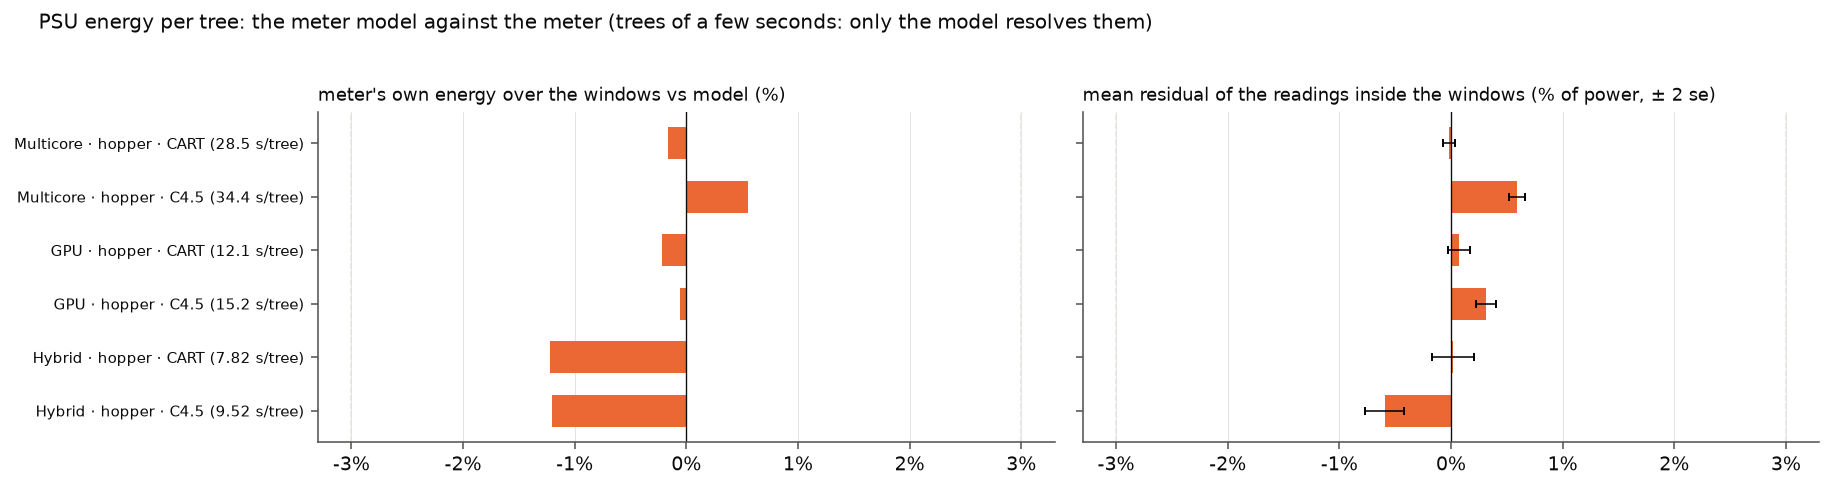 PSU energy per tree: the meter model against the meter (trees of a few seconds: only the model resolves them)
meter's own energy over the windows vs model (%)
mean residual of the readings inside the windows (% of power, ± 2 se)
Multicore · hopper · CART (28.5 s/tree)
Multicore · hopper · C4.5 (34.4 s/tree)
GPU · hopper · CART (12.1 s/tree)
GPU · hopper · C4.5 (15.2 s/tree)
Hybrid · hopper · CART (7.82 s/tree)
Hybrid · hopper · C4.5 (9.52 s/tree)
-3% -2% -1% 0% 1% 2% 3%
-3% -2% -1% 0% 1% 2% 3%